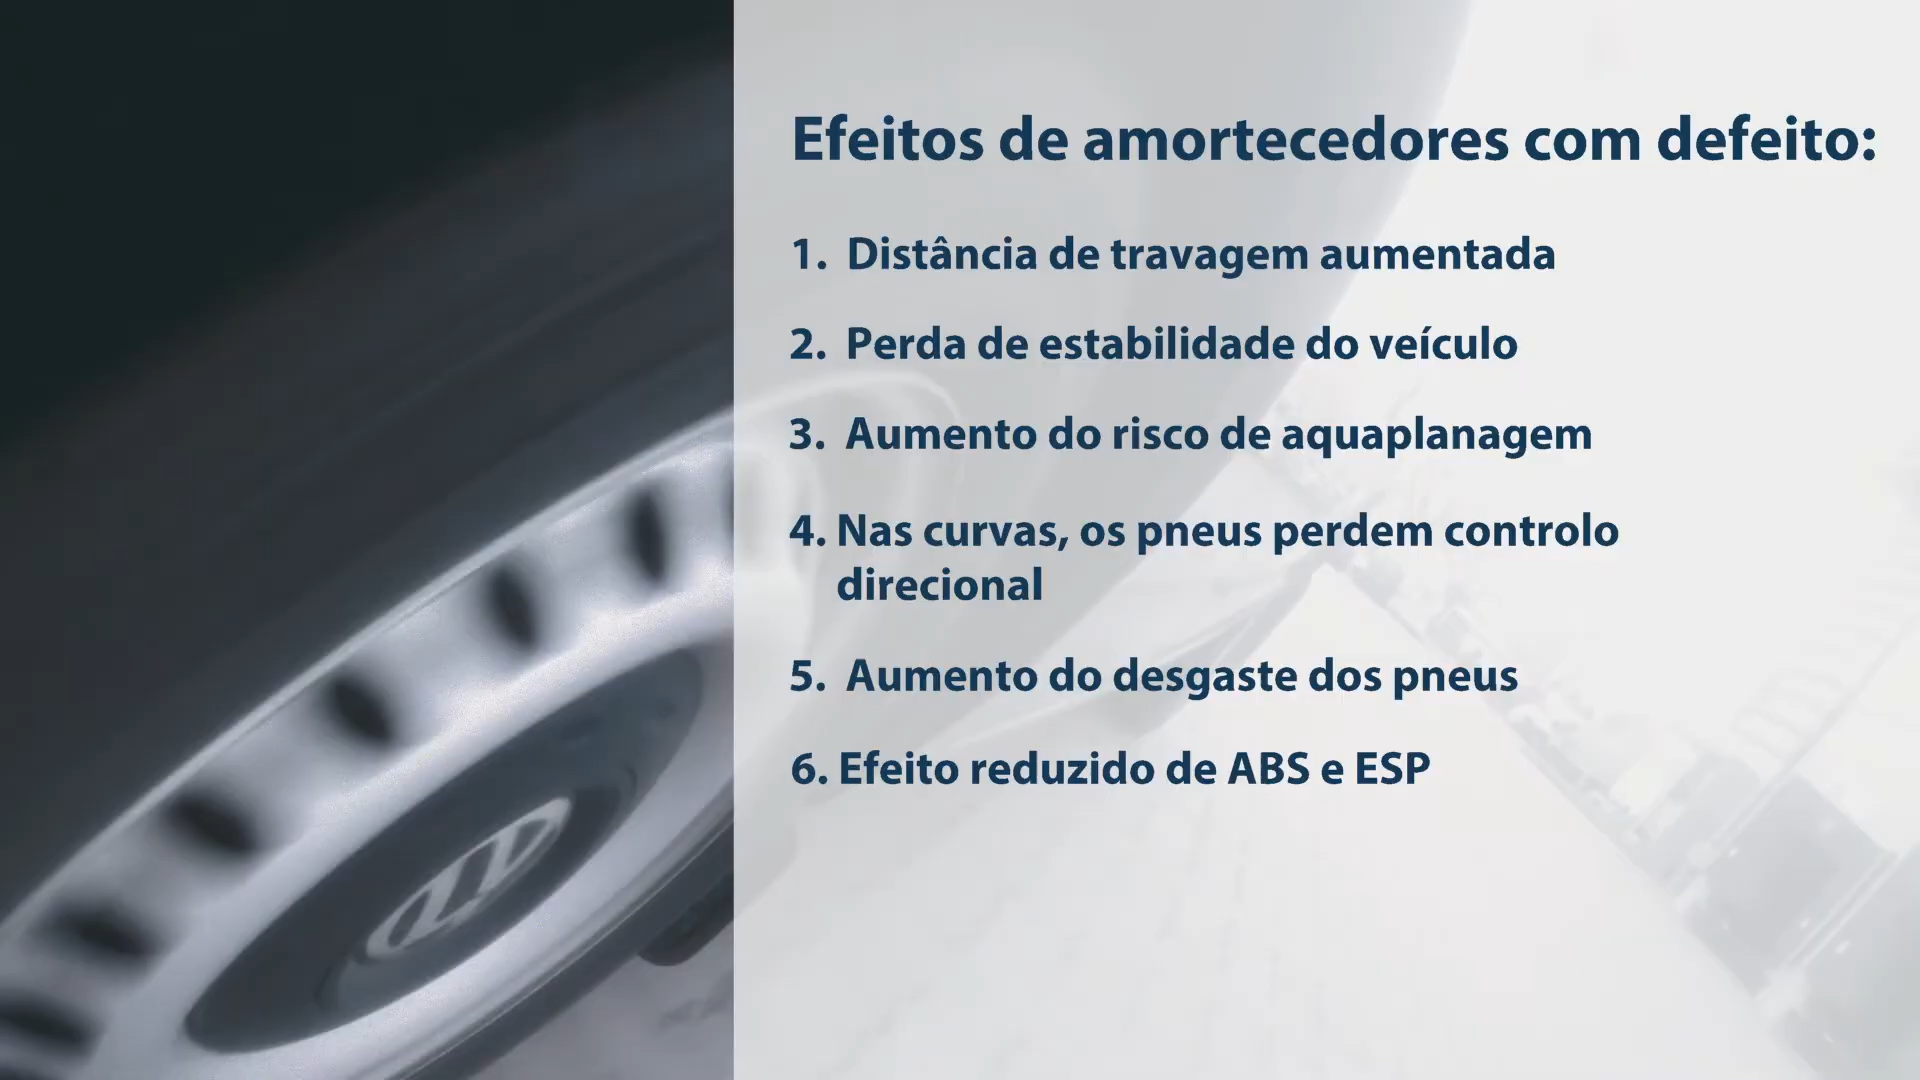 Efeitos de amortecedores com defeito:
1. Distância de travagem aumentada
2. Perda de estabilidade do veículo
3. Aumento do risco de aquaplanagem
4. Nas curvas, os pneus perdem controlo
direcional
5. Aumento do desgaste dos pneus
6. Efeito reduzido de ABS e ESP